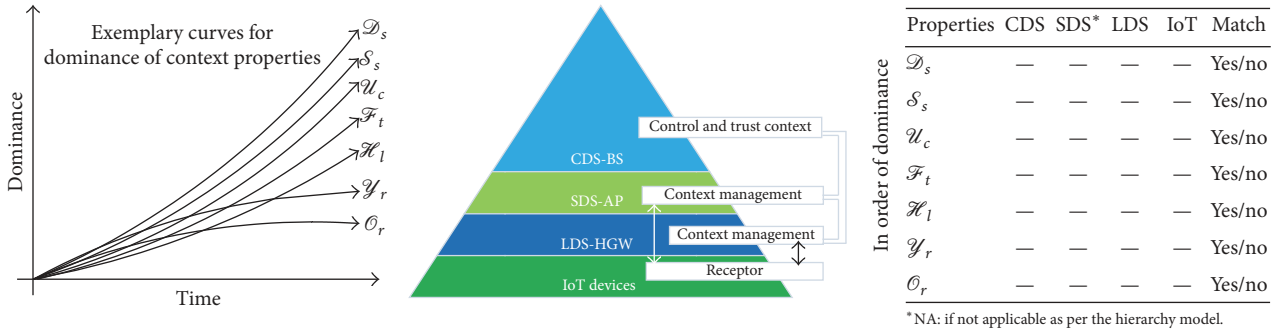 Exemplary curves for
dominance of context properties
Dominance
Time
𝒟s
𝒮s
𝒰c
ℱt
ℋl
𝒴r
𝒪r
Control and trust context
CDS-BS
Context management
SDS-AP
Context management
LDS-HGW
Receptor
IoT devices
In order of dominance
Properties CDS SDS* LDS IoT Match
𝒟s — — — — Yes/no
𝒮s — — — — Yes/no
𝒰c — — — — Yes/no
ℱt — — — — Yes/no
ℋl — — — — Yes/no
𝒴r — — — — Yes/no
𝒪r — — — — Yes/no
*NA: if not applicable as per the hierarchy model.